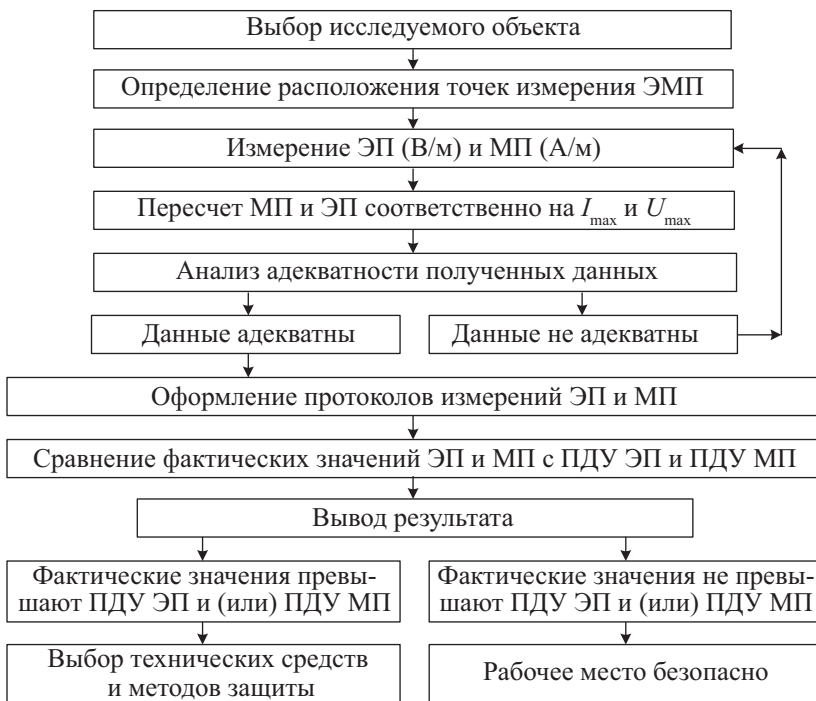 Выбор исследуемого объекта
Определение расположения точек измерения ЭМП
Измерение ЭП (В/м) и МП (А/м)
Пересчет МП и ЭП соответственно на Imax и Umax
Анализ адекватности полученных данных
Данные адекватны
Данные не адекватны
Оформление протоколов измерений ЭП и МП
Сравнение фактических значений ЭП и МП с ПДУ ЭП и ПДУ МП
Вывод результата
Фактические значения превы-
шают ПДУ ЭП и (или) ПДУ МП
Фактические значения не превы-
шают ПДУ ЭП и (или) ПДУ МП
Выбор технических средств
и методов защиты
Рабочее место безопасно